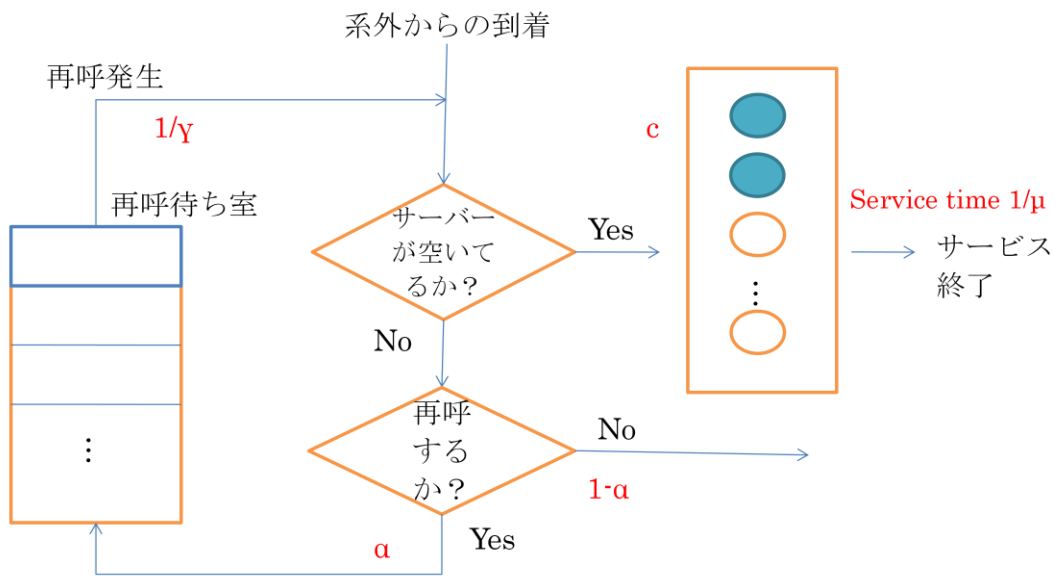 系外からの到着
再呼発生
1/γ
再呼待ち室
c
サーバー
が空いて
るか？
Yes
Service time 1/μ
サービス
終了
No
再呼
する
か？
No
1-α
α
Yes